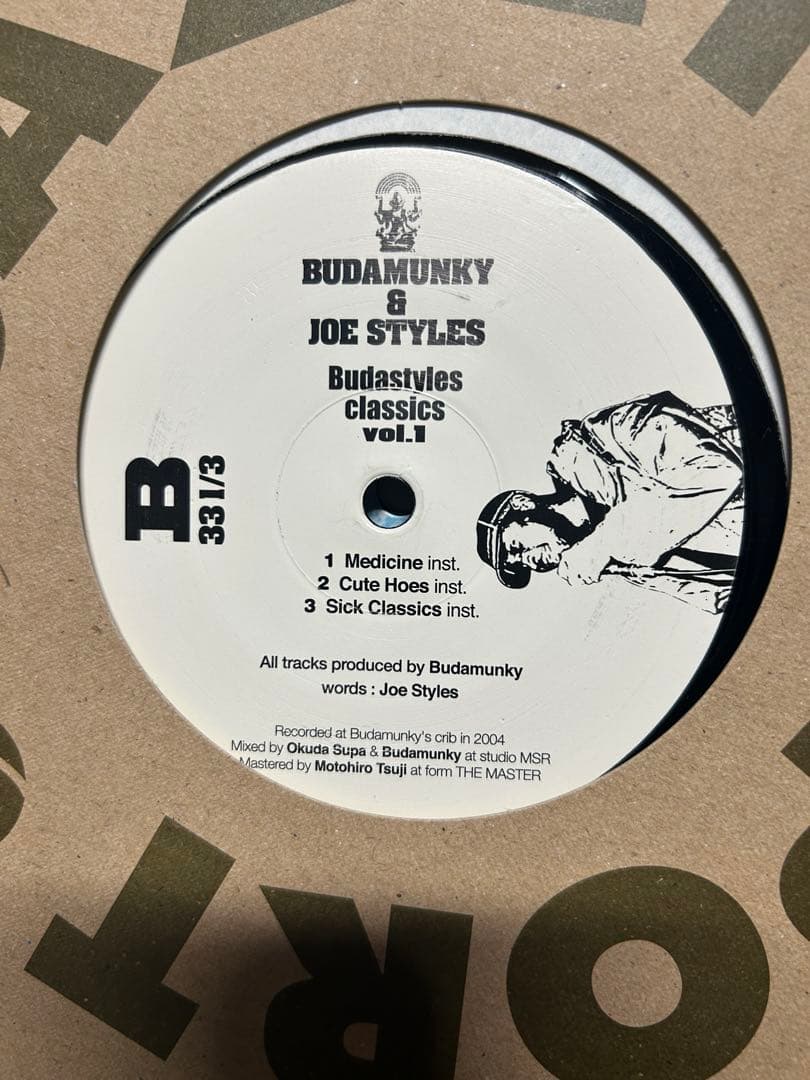 BUDAMUNKY
&
JOE STYLES
Budastyles
classics
vol.1
B
33 1/3
1 Medicine inst.
2 Cute Hoes inst.
3 Sick Classics inst.
All tracks produced by Budamunky
words : Joe Styles
Recorded at Budamunky's crib in 2004
Mixed by Okuda Supa & Budamunky at studio MSR
Mastered by Motohiro Tsuji at form THE MASTER